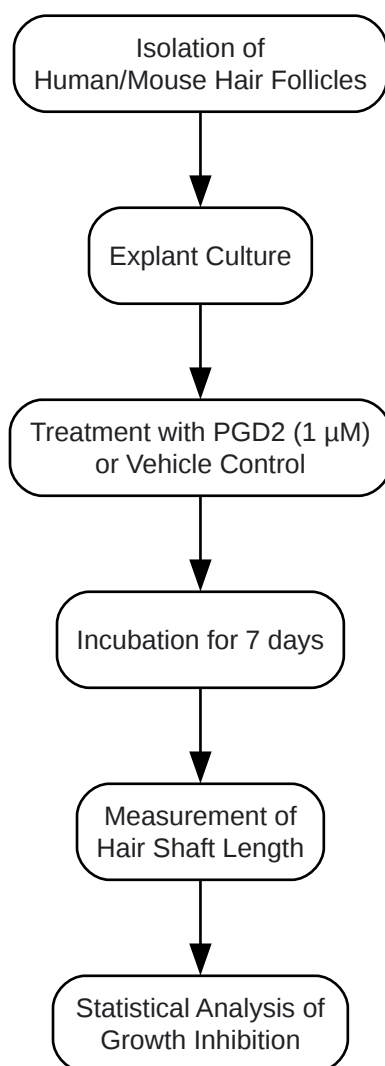 Isolation of
Human/Mouse Hair Follicles
Explant Culture
Treatment with PGD2 (1 µM)
or Vehicle Control
Incubation for 7 days
Measurement of
Hair Shaft Length
Statistical Analysis of
Growth Inhibition